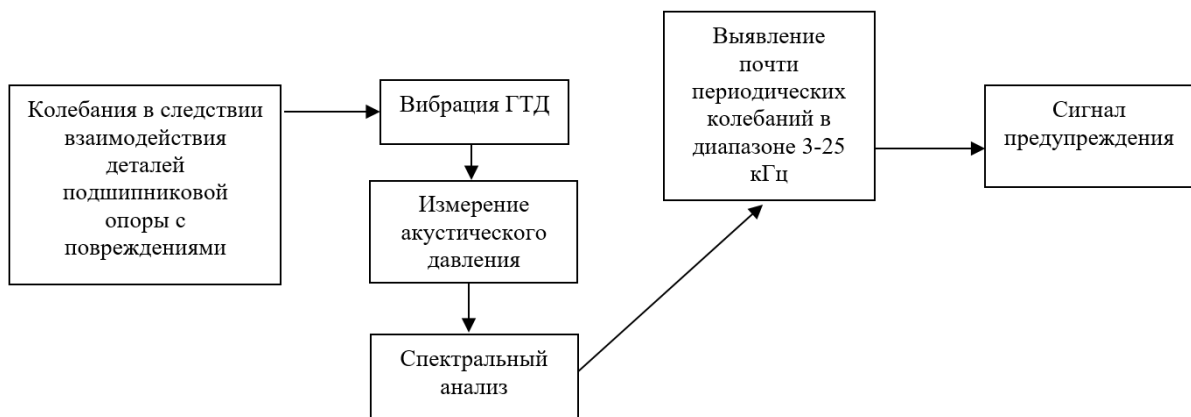 Колебания в следствии
взаимодействия
деталей
подшипниковой
опоры с
повреждениями
Вибрация ГТД
Измерение
акустического
давления
Спектральный
анализ
Выявление
почти
периодических
колебаний в
диапазоне 3-25
кГц
Сигнал
предупреждения